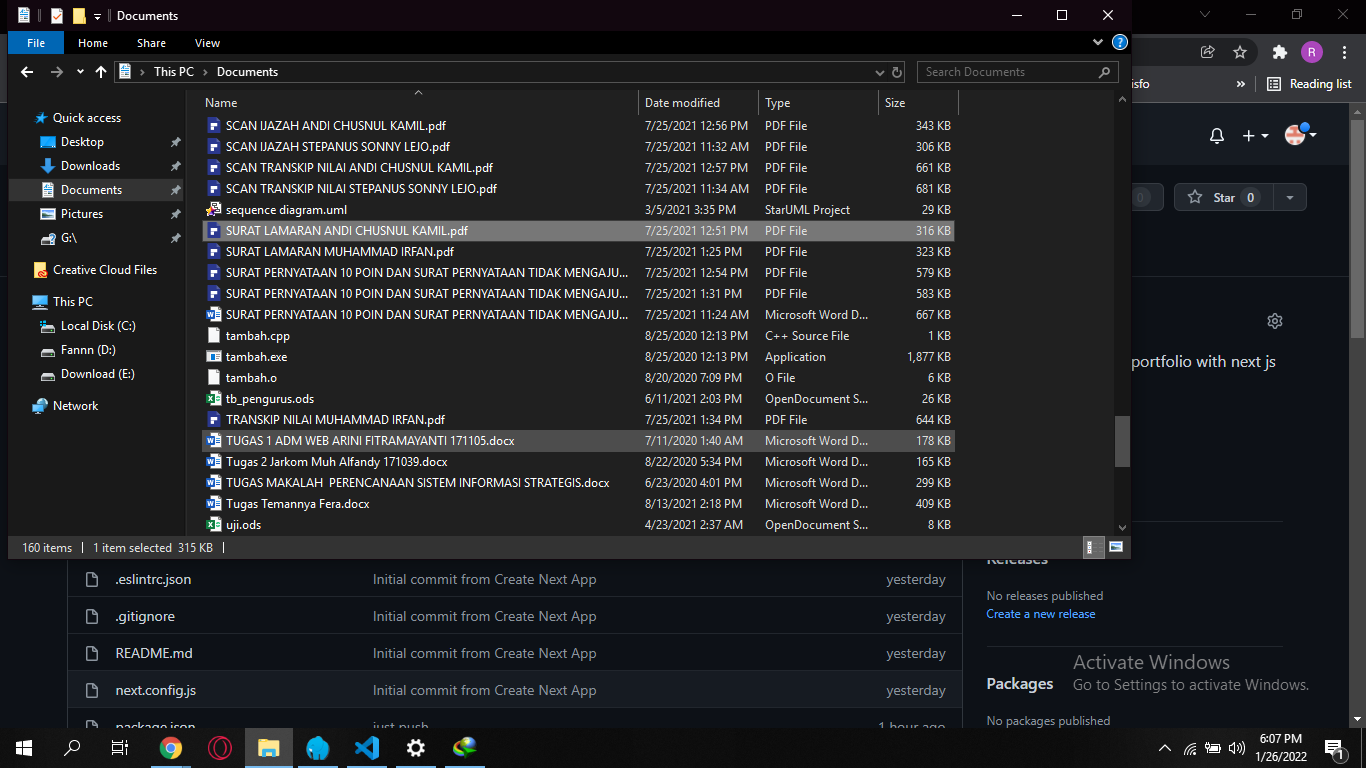 Documents
File Home Share View
This PC Documents Search Documents
isfo
Reading list
Name Date modified Type Size
Quick access
Desktop
Downloads
Documents
Pictures
G:\
Creative Cloud Files
This PC
Local Disk (C:)
Fannn (D:)
Download (E:)
Network
SCAN IJAZAH ANDI CHUSNUL KAMIL.pdf 7/25/2021 12:56 PM PDF File 343 KB
SCAN IJAZAH STEPANUS SONNY LEJO.pdf 7/25/2021 11:32 AM PDF File 306 KB
SCAN TRANSKIP NILAI ANDI CHUSNUL KAMIL.pdf 7/25/2021 12:57 PM PDF File 661 KB
SCAN TRANSKIP NILAI STEPANUS SONNY LEJO.pdf 7/25/2021 11:34 AM PDF File 681 KB
sequence diagram.uml 3/5/2021 3:35 PM StarUML Project 29 KB
SURAT LAMARAN ANDI CHUSNUL KAMIL.pdf 7/25/2021 12:51 PM PDF File 316 KB
SURAT LAMARAN MUHAMMAD IRFAN.pdf 7/25/2021 1:25 PM PDF File 323 KB
SURAT PERNYATAAN 10 POIN DAN SURAT PERNYATAAN TIDAK MENGAJU... 7/25/2021 12:54 PM PDF File 579 KB
SURAT PERNYATAAN 10 POIN DAN SURAT PERNYATAAN TIDAK MENGAJU... 7/25/2021 1:31 PM PDF File 583 KB
SURAT PERNYATAAN 10 POIN DAN SURAT PERNYATAAN TIDAK MENGAJU... 7/25/2021 11:24 AM Microsoft Word D... 667 KB
tambah.cpp 8/25/2020 12:13 PM C++ Source File 1 KB
tambah.exe 8/25/2020 12:13 PM Application 1,877 KB
tambah.o 8/20/2020 7:09 PM O File 6 KB
tb_pengurus.ods 6/11/2021 2:03 PM OpenDocument S... 26 KB
TRANSKIP NILAI MUHAMMAD IRFAN.pdf 7/25/2021 1:34 PM PDF File 644 KB
TUGAS 1 ADM WEB ARINI FITRAMAYANTI 171105.docx 7/11/2020 1:40 AM Microsoft Word D... 178 KB
Tugas 2 Jarkom Muh Alfandy 171039.docx 8/22/2020 5:34 PM Microsoft Word D... 165 KB
TUGAS MAKALAH PERENCANAAN SISTEM INFORMASI STRATEGIS.docx 6/23/2020 4:01 PM Microsoft Word D... 299 KB
Tugas Temannya Fera.docx 8/13/2021 2:18 PM Microsoft Word D... 409 KB
uji.ods 4/23/2021 2:37 AM OpenDocument S... 8 KB
160 items 1 item selected 315 KB
R
0 Star 0
portfolio with next js
Releases
No releases published
Create a new release
Packages
No packages published
.eslintrc.json Initial commit from Create Next App yesterday
.gitignore Initial commit from Create Next App yesterday
README.md Initial commit from Create Next App yesterday
next.config.js Initial commit from Create Next App yesterday
package.json just push 1 hour ago
Activate Windows
Go to Settings to activate Windows.
6:07 PM
1/26/2022
1